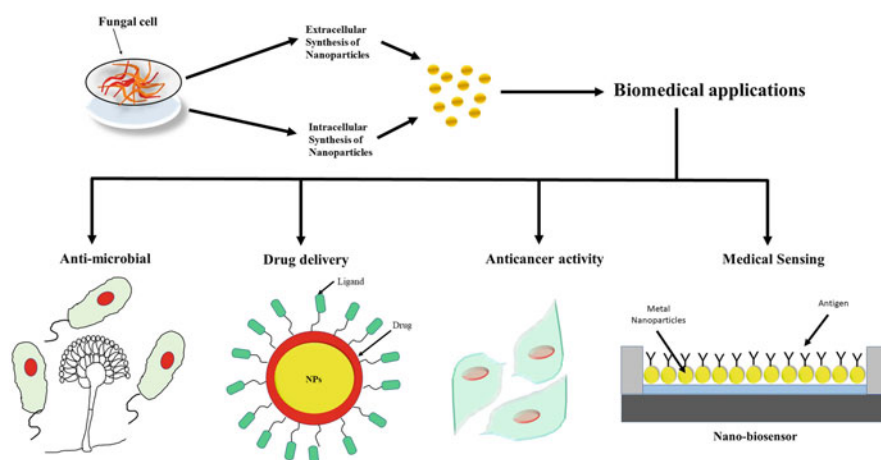 Fungal cell
Extracellular
Synthesis of
Nanoparticles
Intracellular
Synthesis of
Nanoparticles
Biomedical applications
Anti-microbial
Drug delivery
Anticancer activity
Medical Sensing
Ligand
Drug
NPs
Metal
Nanoparticles
Antigen
Nano-biosensor